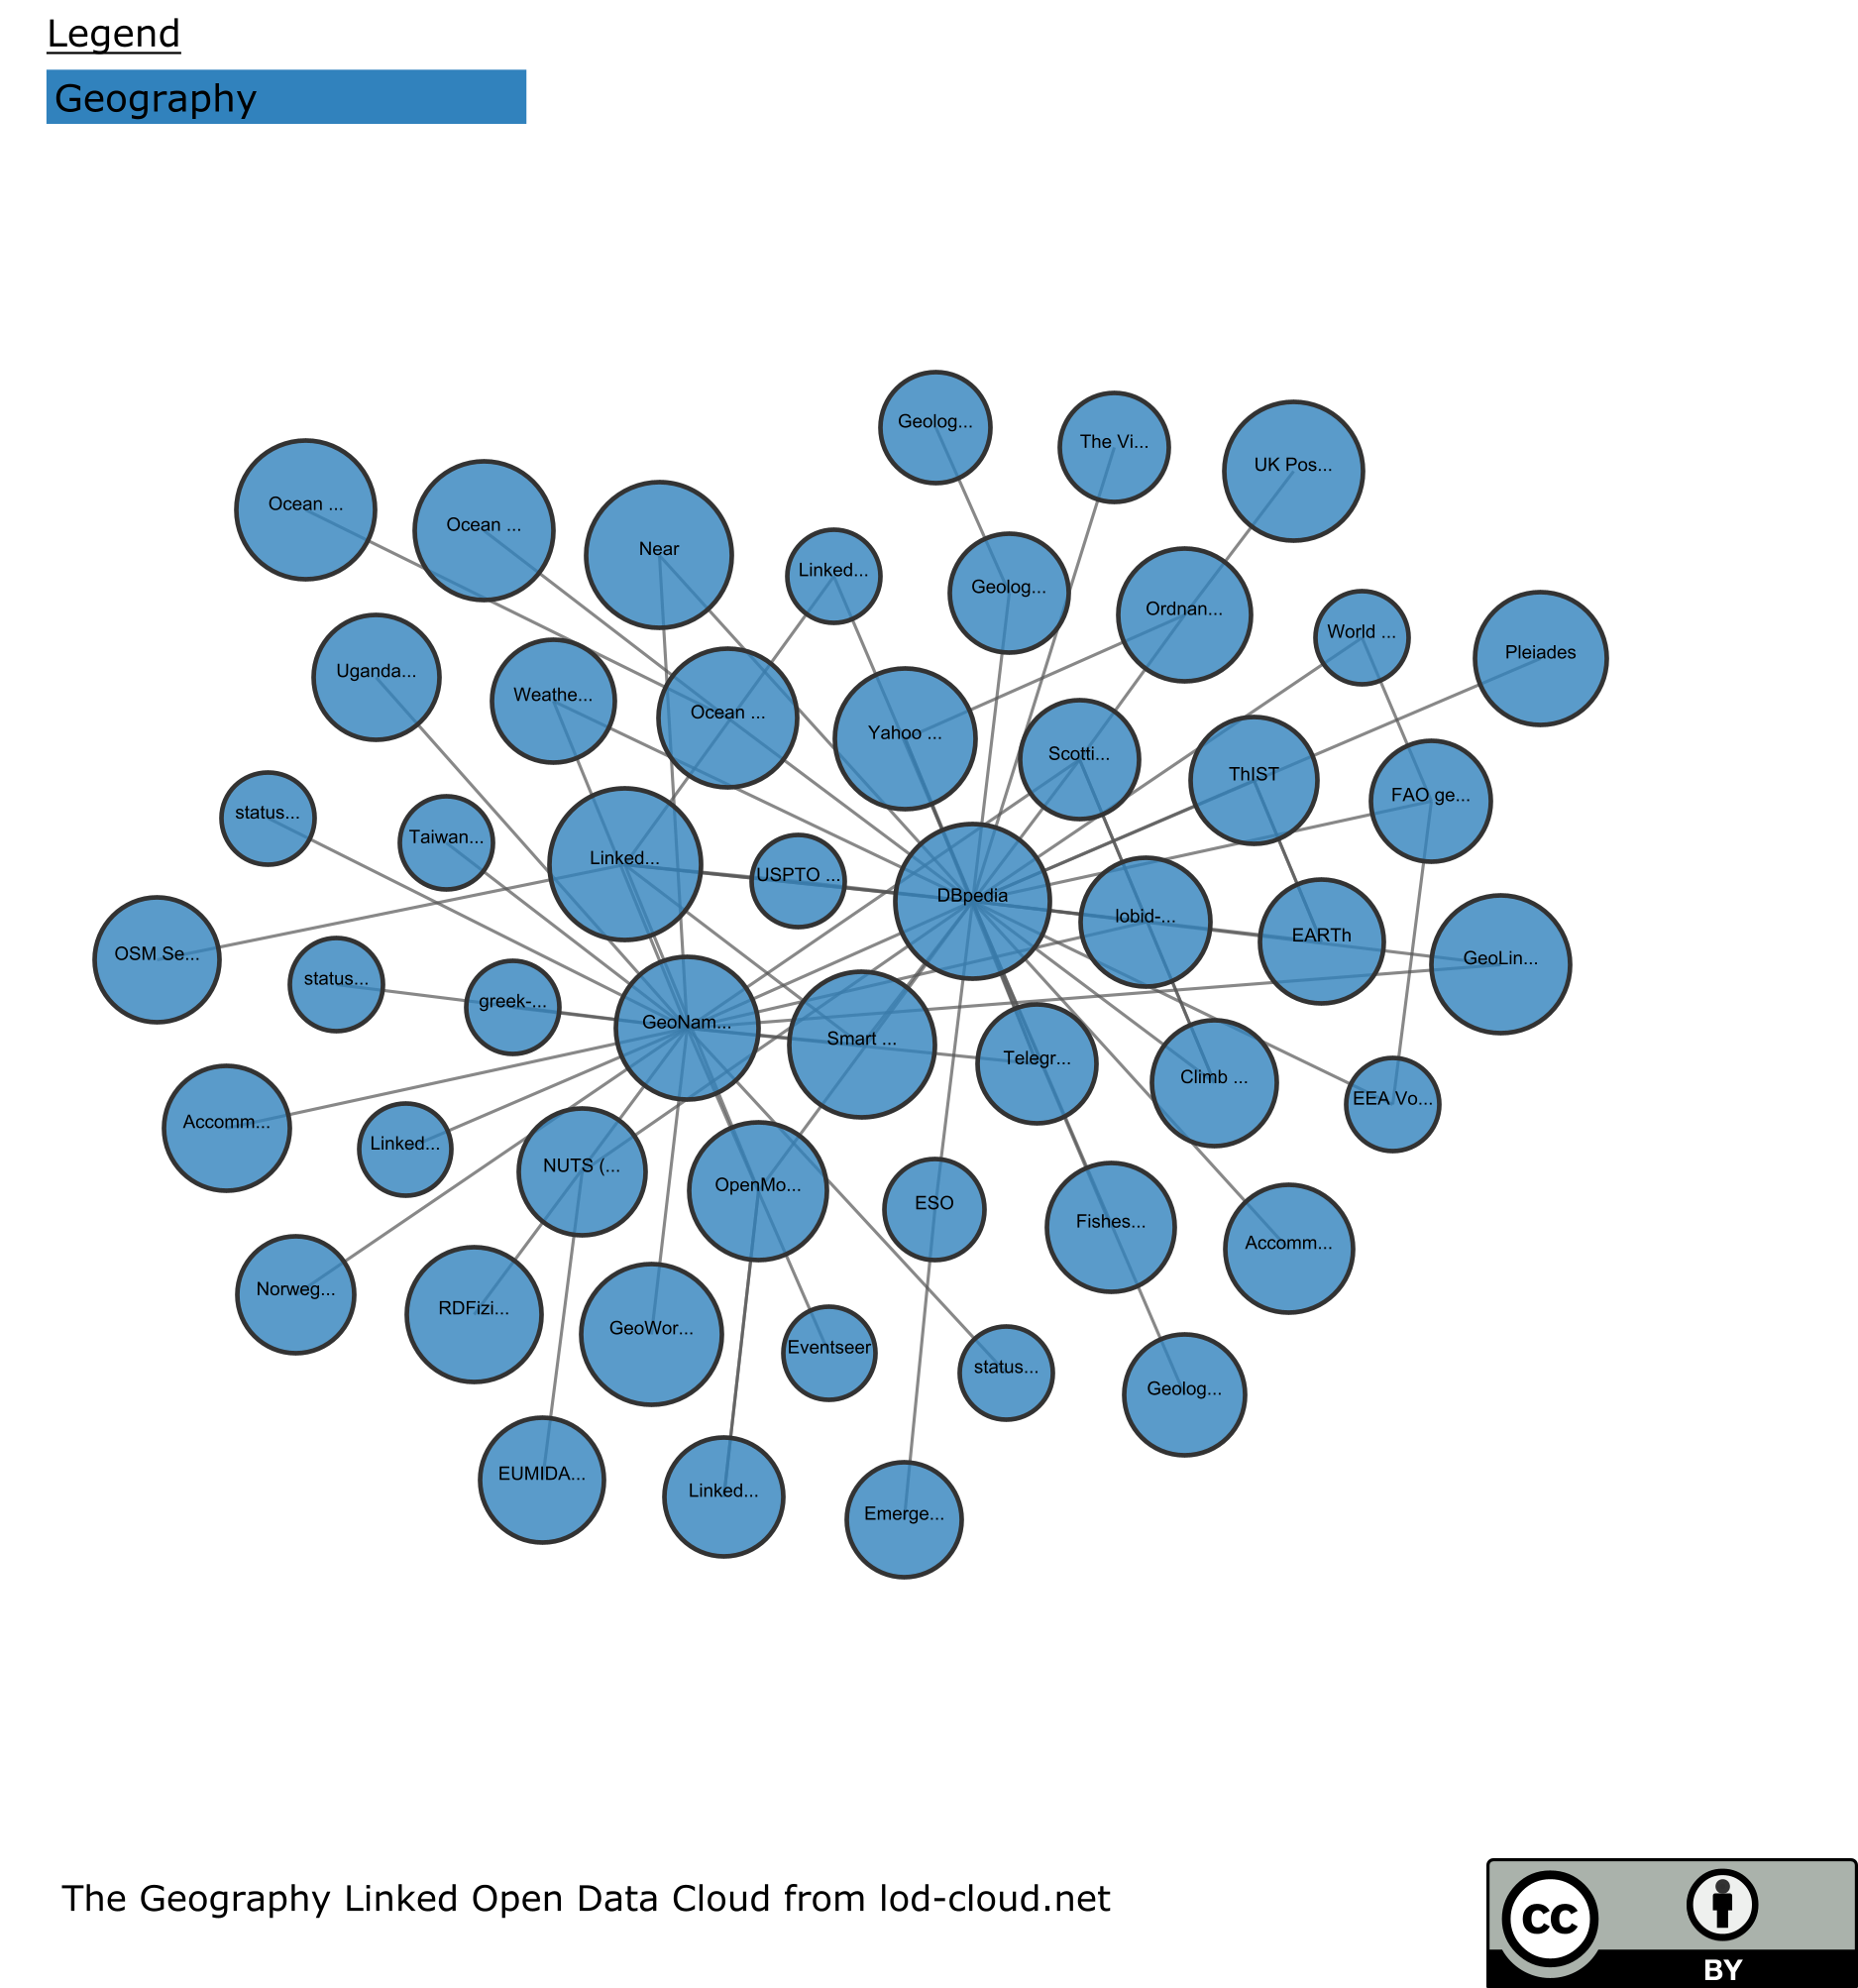 Legend
Geography
Geolog...
The Vi...
UK Pos...
Ocean ...
Ocean ...
Near
Linked...
Geolog...
Ordnan...
World ...
Pleiades
Uganda...
Weathe...
Ocean ...
Yahoo ...
Scotti...
ThIST
FAO ge...
status...
Taiwan...
Linked...
USPTO ...
DBpedia
lobid-...
EARTh
GeoLin...
OSM Se...
status...
greek-...
GeoNam...
Smart ...
Telegr...
Climb ...
EEA Vo...
Accomm...
Linked...
NUTS (...
OpenMo...
ESO
Fishes...
Accomm...
Norweg...
RDFizi...
GeoWor...
Eventseer
status...
Geolog...
EUMIDA...
Linked...
Emerge...
The Geography Linked Open Data Cloud from lod-cloud.net
cc
BY